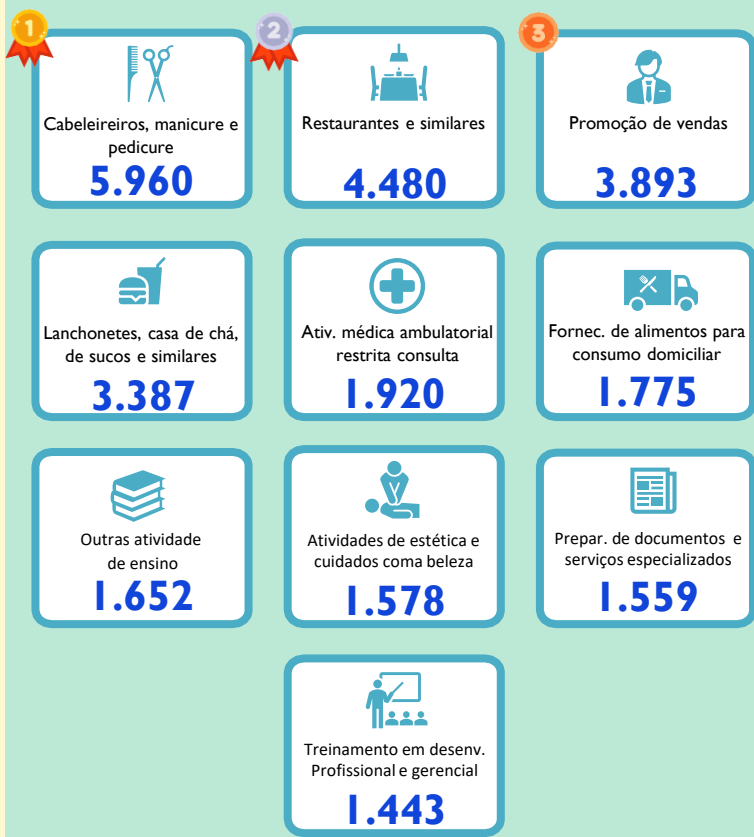 1
2
3
Cabeleireiros, manicure e
pedicure
5.960
Restaurantes e similares
4.480
Promoção de vendas
3.893
Lanchonetes, casa de chá,
de sucos e similares
3.387
Ativ. médica ambulatorial
restrita consulta
1.920
Fornec. de alimentos para
consumo domiciliar
1.775
Outras atividade
de ensino
1.652
Atividades de estética e
cuidados coma beleza
1.578
Prepar. de documentos e
serviços especializados
1.559
Treinamento em desenv.
Profissional e gerencial
1.443